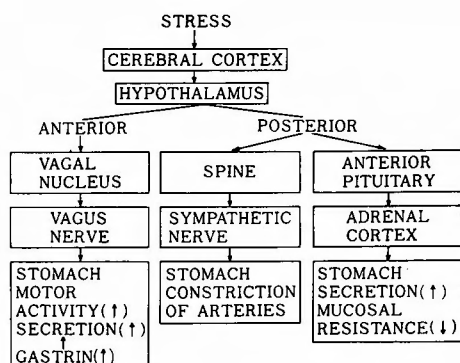 STRESS
CEREBRAL CORTEX
HYPOTHALAMUS
ANTERIOR
POSTERIOR
VAGAL
NUCLEUS
SPINE
ANTERIOR
PITUITARY
VAGUS
NERVE
SYMPATHETIC
NERVE
ADRENAL
CORTEX
STOMACH
MOTOR
ACTIVITY(↑)
SECRETION(↑)
↑
GASTRIN(↑)
STOMACH
CONSTRICTION
OF ARTERIES
STOMACH
SECRETION(↑)
MUCOSAL
RESISTANCE(↓)